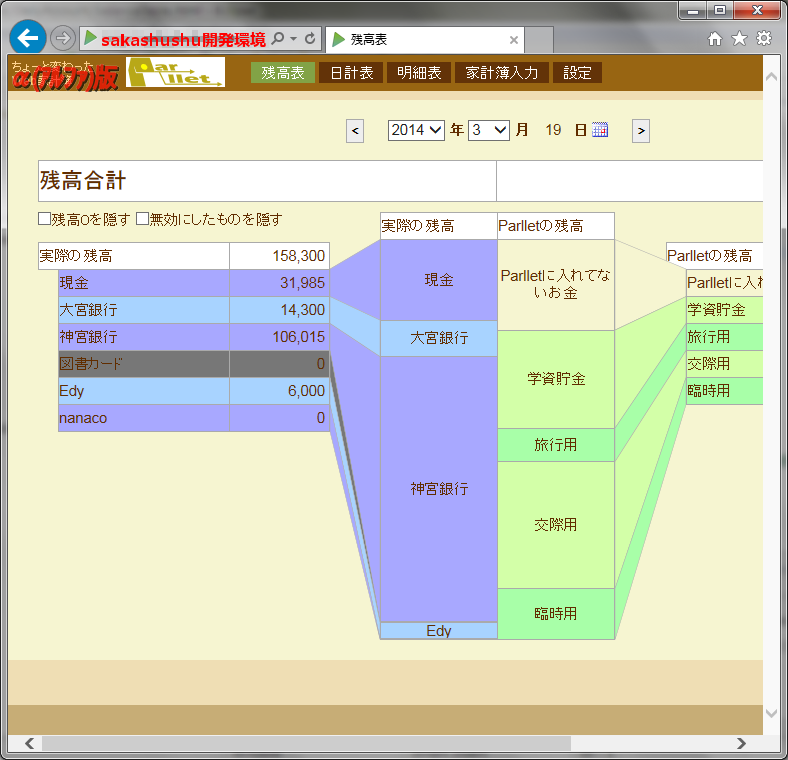 sakashushu開発環境
残高表
ちょっと変わった
α(ｱﾙﾌｧ)版
Parllet
残高表 日計表 明細表 家計簿入力 設定
< 2014 年 3 月 19 日 >
残高合計
残高0を隠す 無効にしたものを隠す
実際の残高 158,300
現金 31,985
大宮銀行 14,300
神宮銀行 106,015
図書カード 0
Edy 6,000
nanaco 0
実際の残高 Parlletの残高
現金
大宮銀行
神宮銀行
Edy
Parlletに入れてな
いお金
学資貯金
旅行用
交際用
臨時用
Parlletの残高
Parlletに入れ
学資貯金
旅行用
交際用
臨時用